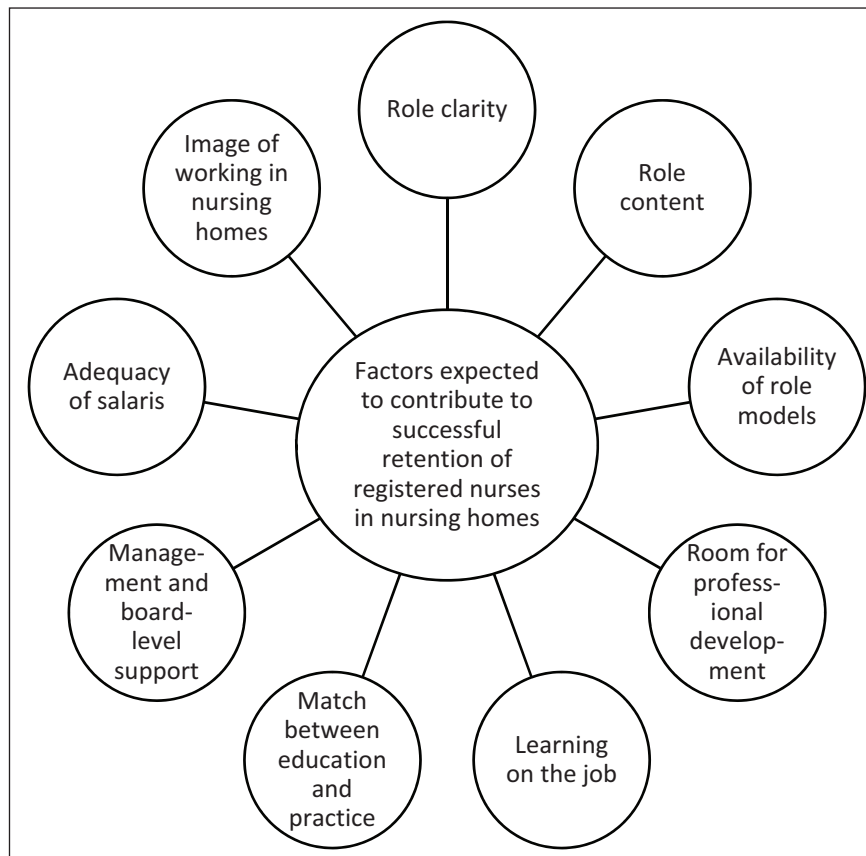 Role clarity
Role
content
Availability
of role
models
Room for
profess-
ional
develop-
ment
Learning
on the job
Match
between
education
and
practice
Manage-
ment and
board-
level
support
Adequacy
of salaris
Image of
working in
nursing
homes
Factors expected
to contribute to
successful
retention of
registered nurses
in nursing homes